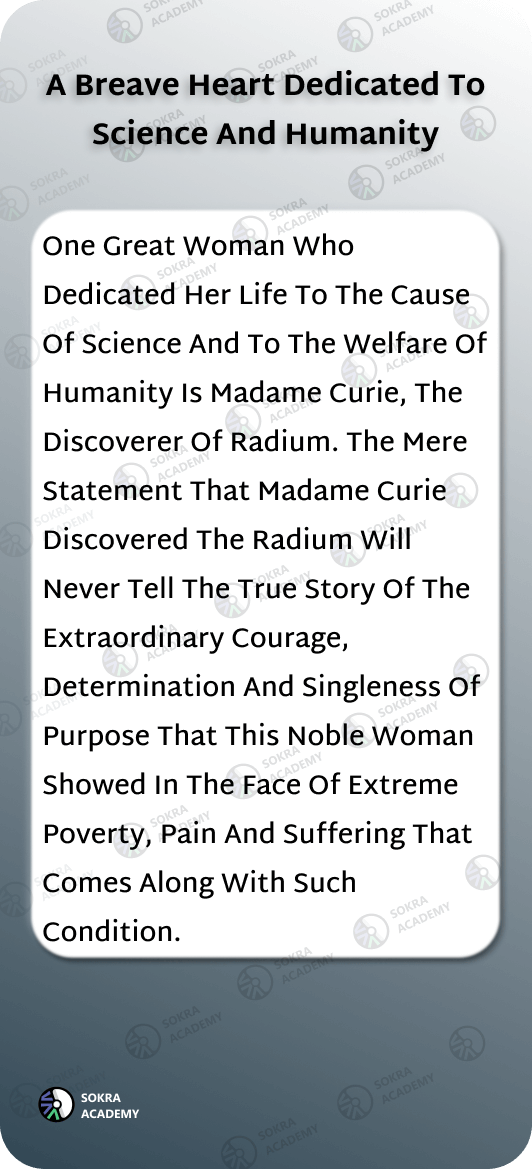 A Breave Heart Dedicated To
Science And Humanity
One Great Woman Who
Dedicated Her Life To The Cause
Of Science And To The Welfare Of
Humanity Is Madame Curie, The
Discoverer Of Radium. The Mere
Statement That Madame Curie
Discovered The Radium Will
Never Tell The True Story Of The
Extraordinary Courage,
Determination And Singleness Of
Purpose That This Noble Woman
Showed In The Face Of Extreme
Poverty, Pain And Suffering That
Comes Along With Such
Condition.
SOKRA
ACADEMY